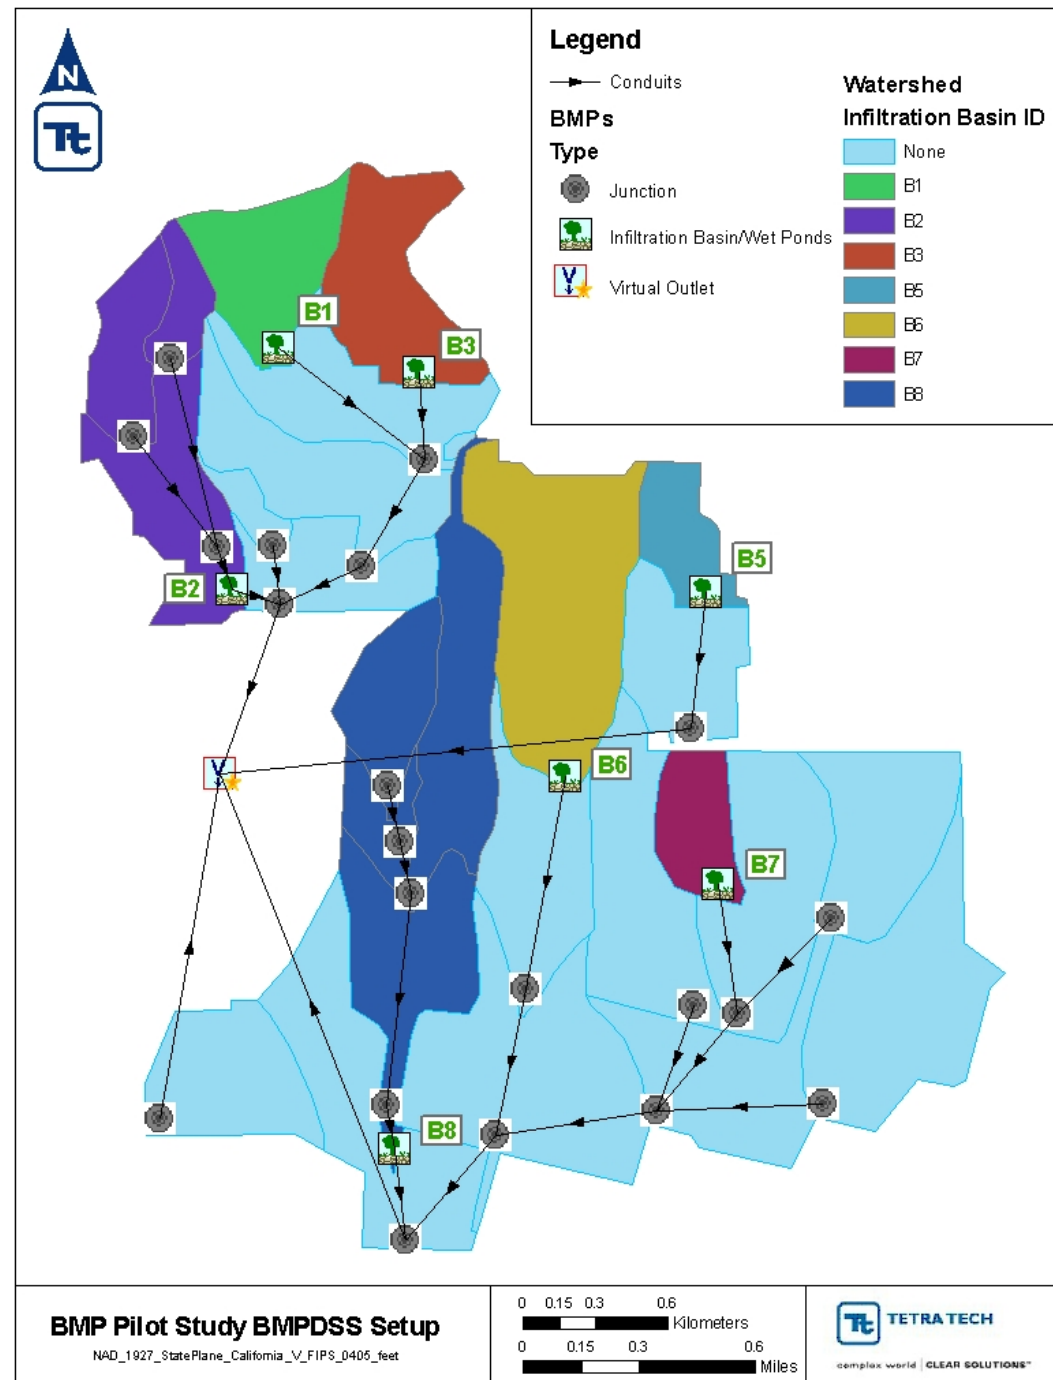 N
Tt
Legend
Conduits
BMPs
Type
Junction
Infiltration Basin/Wet Ponds
V
Virtual Outlet
Watershed
Infiltration Basin ID
None
B1
B2
B3
B5
B6
B7
B8
B1
B3
B2
B5
V
B6
B7
B8
BMP Pilot Study BMPDSS Setup
NAD_1927_StatePlane_California_V_FIPS_0405_feet
0 0.15 0.3 0.6
Kilometers
0 0.15 0.3 0.6
Miles
Tt TETRA TECH
complex world | CLEAR SOLUTIONS™